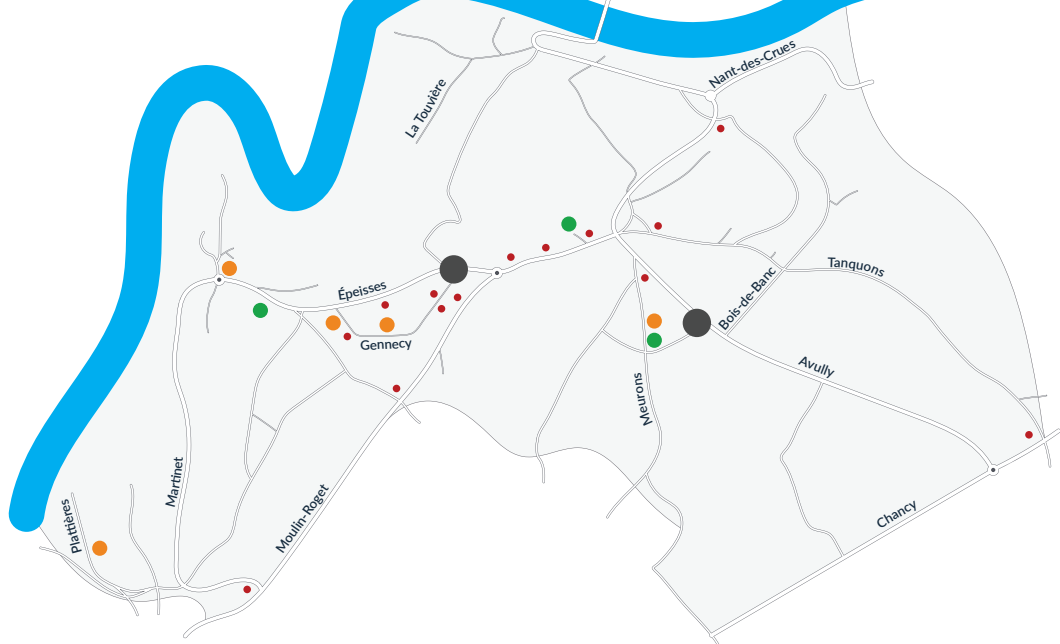 Nant-des-Crues
La Touvière
Tanquons
Épeisses
Bois-de-Banc
Gennecy
Avully
Meurons
Martinet
Moulin-Roget
Plattières
Chancy